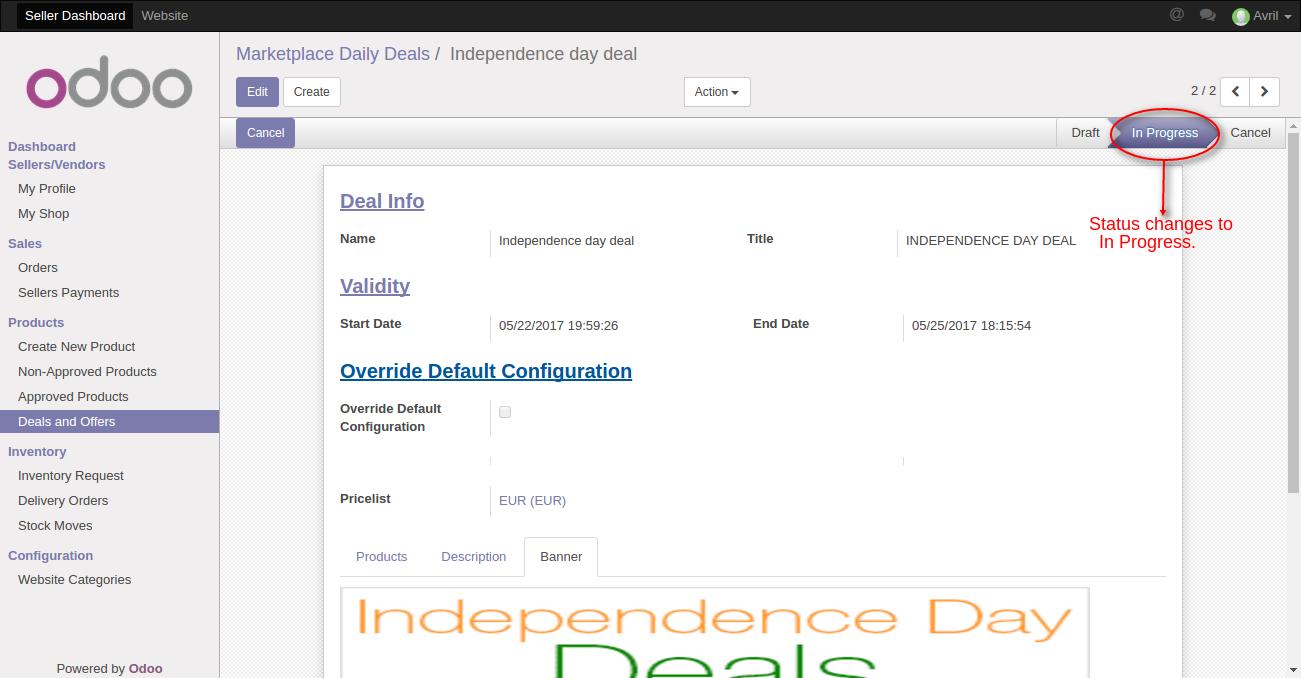 Seller Dashboard Website @ Avril
odoo
Dashboard
Sellers/Vendors
My Profile
My Shop
Sales
Orders
Sellers Payments
Products
Create New Product
Non-Approved Products
Approved Products
Deals and Offers
Inventory
Inventory Request
Delivery Orders
Stock Moves
Configuration
Website Categories
Powered by Odoo
Marketplace Daily Deals / Independence day deal
Edit Create Action 2 / 2
Cancel Draft In Progress Cancel
Status changes to
In Progress.
Deal Info
Name Independence day deal Title INDEPENDENCE DAY DEAL
Validity
Start Date 05/22/2017 19:59:26 End Date 05/25/2017 18:15:54
Override Default Configuration
Override Default
Configuration
Pricelist EUR (EUR)
Products Description Banner
Independence Day
Deals